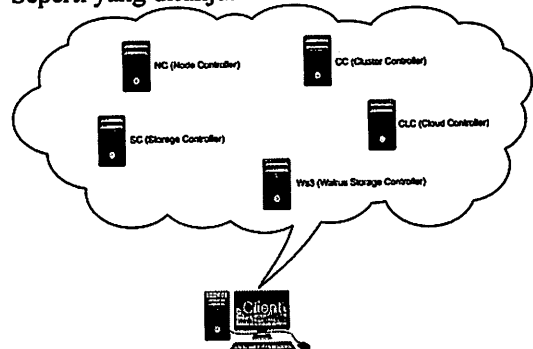 Seperti yang
NC (Node Controller)
CC (Cluster Controller)
SC (Storage Controller)
CLC (Cloud Controller)
Ws3 (Walrus Storage Controller)
Client